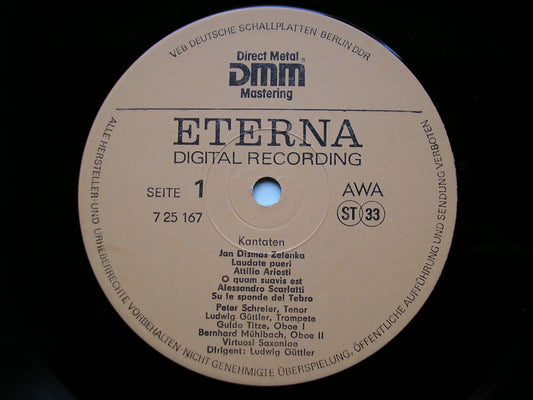 VEB DEUTSCHE SCHALLPLATTEN BERLIN DDR
Direct Metal
DMM®
Mastering
ETERNA
DIGITAL RECORDING
SEITE 1
AWA
7 25 167
ST 33
Kantaten
Jan Dismas Zelenka
Laudate pueri
Attilio Ariosti
O quam suavis est
Alessandro Scarlatti
Su le sponde del Tebro
Peter Schreier, Tenor
Ludwig Güttler, Trompete
Guido Titze, Oboe I
Bernhard Mühlbach, Oboe II
Virtuosi Saxoniae
Dirigent: Ludwig Güttler
ALLE HERSTELLER- UND URHEBERRECHTE VORBEHALTEN · NICHT GENEHMIGTE ÜBERSPIELUNG, ÖFFENTLICHE AUFFÜHRUNG UND SENDUNG VERBOTEN